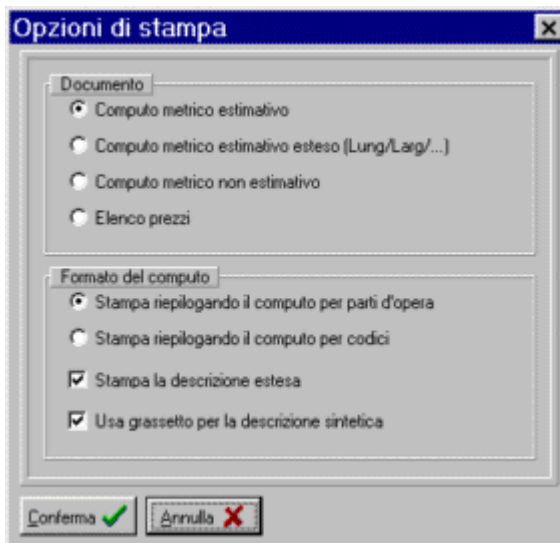 Opzioni di stampa
Documento
Computo metrico estimativo
Computo metrico estimativo esteso (Lung/Larg/...)
Computo metrico non estimativo
Elenco prezzi
Formato del computo
Stampa riepilogando il computo per parti d'opera
Stampa riepilogando il computo per codici
Stampa la descrizione estesa
Usa grassetto per la descrizione sintetica
Conferma Annulla